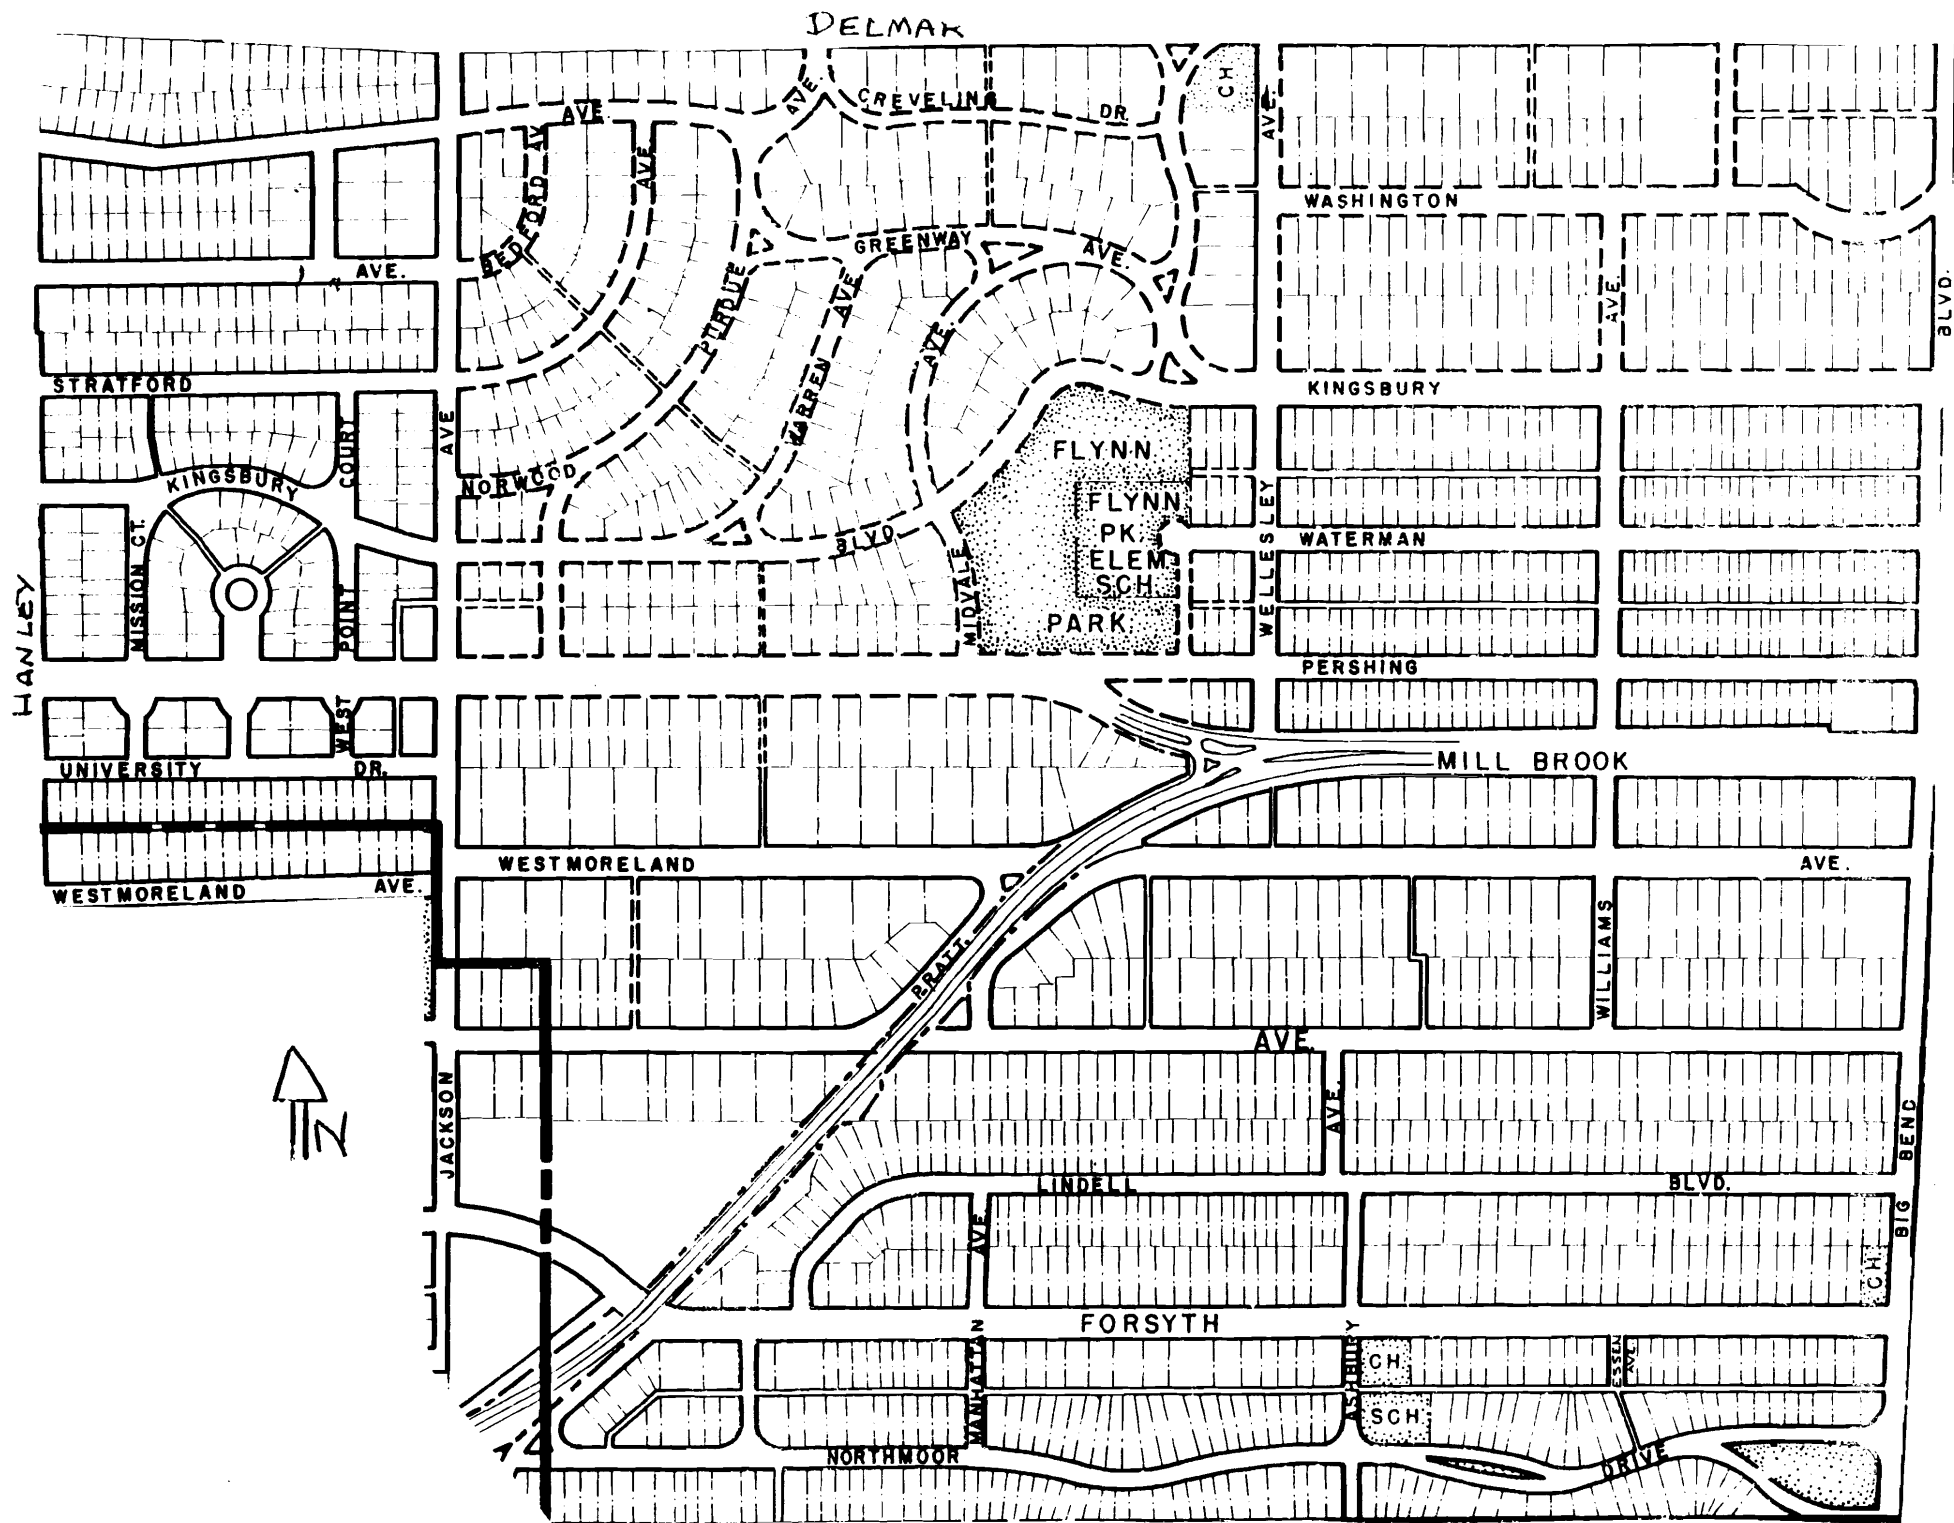 DELMAR
CH
AVE.
CREVELING
DR.
AVE.
AVE.
BEDFORD AV.
AVE.
WASHINGTON
GREENWAY
AVE.
AVE.
PURDUE
AVE.
AVE.
AVE.
BLVD.
STRATFORD
KINGSBURY
COURT
AVE
WARREN
FLYNN
KINGSBURY
NORWOOD
FLYNN
PK
ELEM
SCH.
PARK
WELLESLEY
WATERMAN
MISSION CT.
BLVD.
MIDVALE
HANLEY
POINT
PERSHING
WEST
UNIVERSITY
DR.
MILL BROOK
WESTMORELAND
AVE.
WESTMORELAND
AVE.
WILLIAMS
PRATT
AVE.
JACKSON
AVE.
BIG BEND
LINDELL
BLVD.
AVE.
CH
FORSYTH
MANHATTAN
ASHBURY
CH.
ESSEN
AVE.
SCH.
NORTHMOOR
DRIVE
N